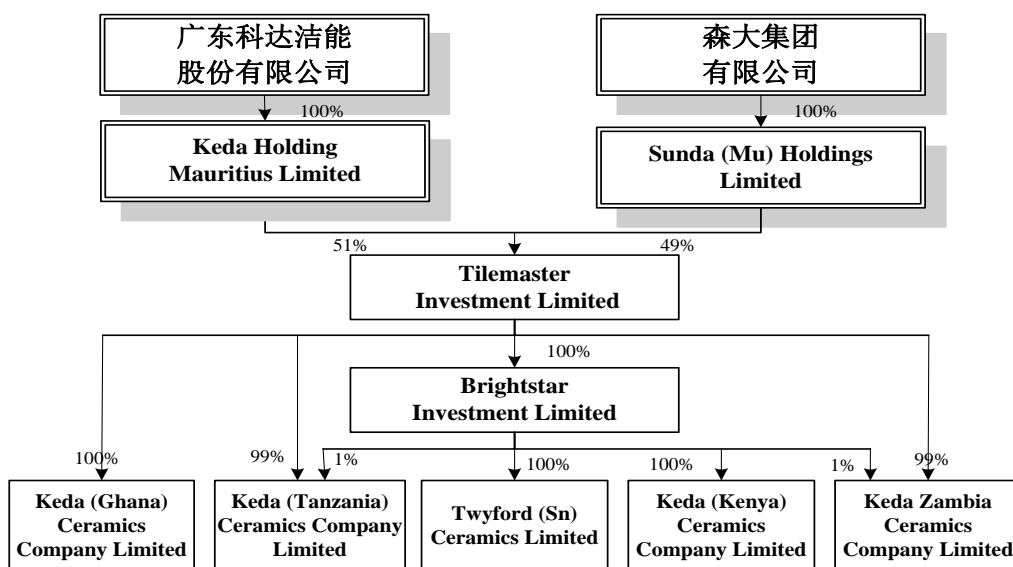 广东科达洁能
股份有限公司
森大集团
有限公司
100%
100%
Keda Holding
Mauritius Limited
Sunda (Mu) Holdings
Limited
51%
49%
Tilemaster
Investment Limited
100%
Brightstar
Investment Limited
100%
99%
1%
100%
100%
1%
99%
Keda (Ghana)
Ceramics
Company Limited
Keda (Tanzania)
Ceramics Company
Limited
Twyford (Sn)
Ceramics Limited
Keda (Kenya)
Ceramics
Company Limited
Keda Zambia
Ceramics
Company Limited